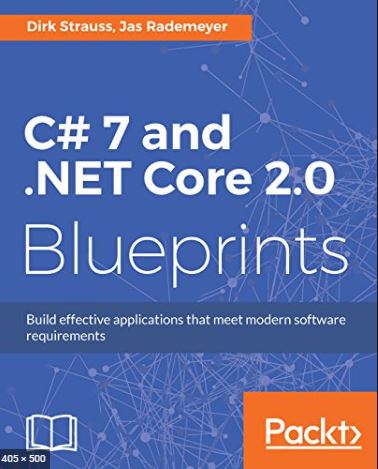 Dirk Strauss, Jas Rademeyer
C# 7 and
.NET Core 2.0
Blueprints
Build effective applications that meet modern software
requirements
Packt>
405 × 500